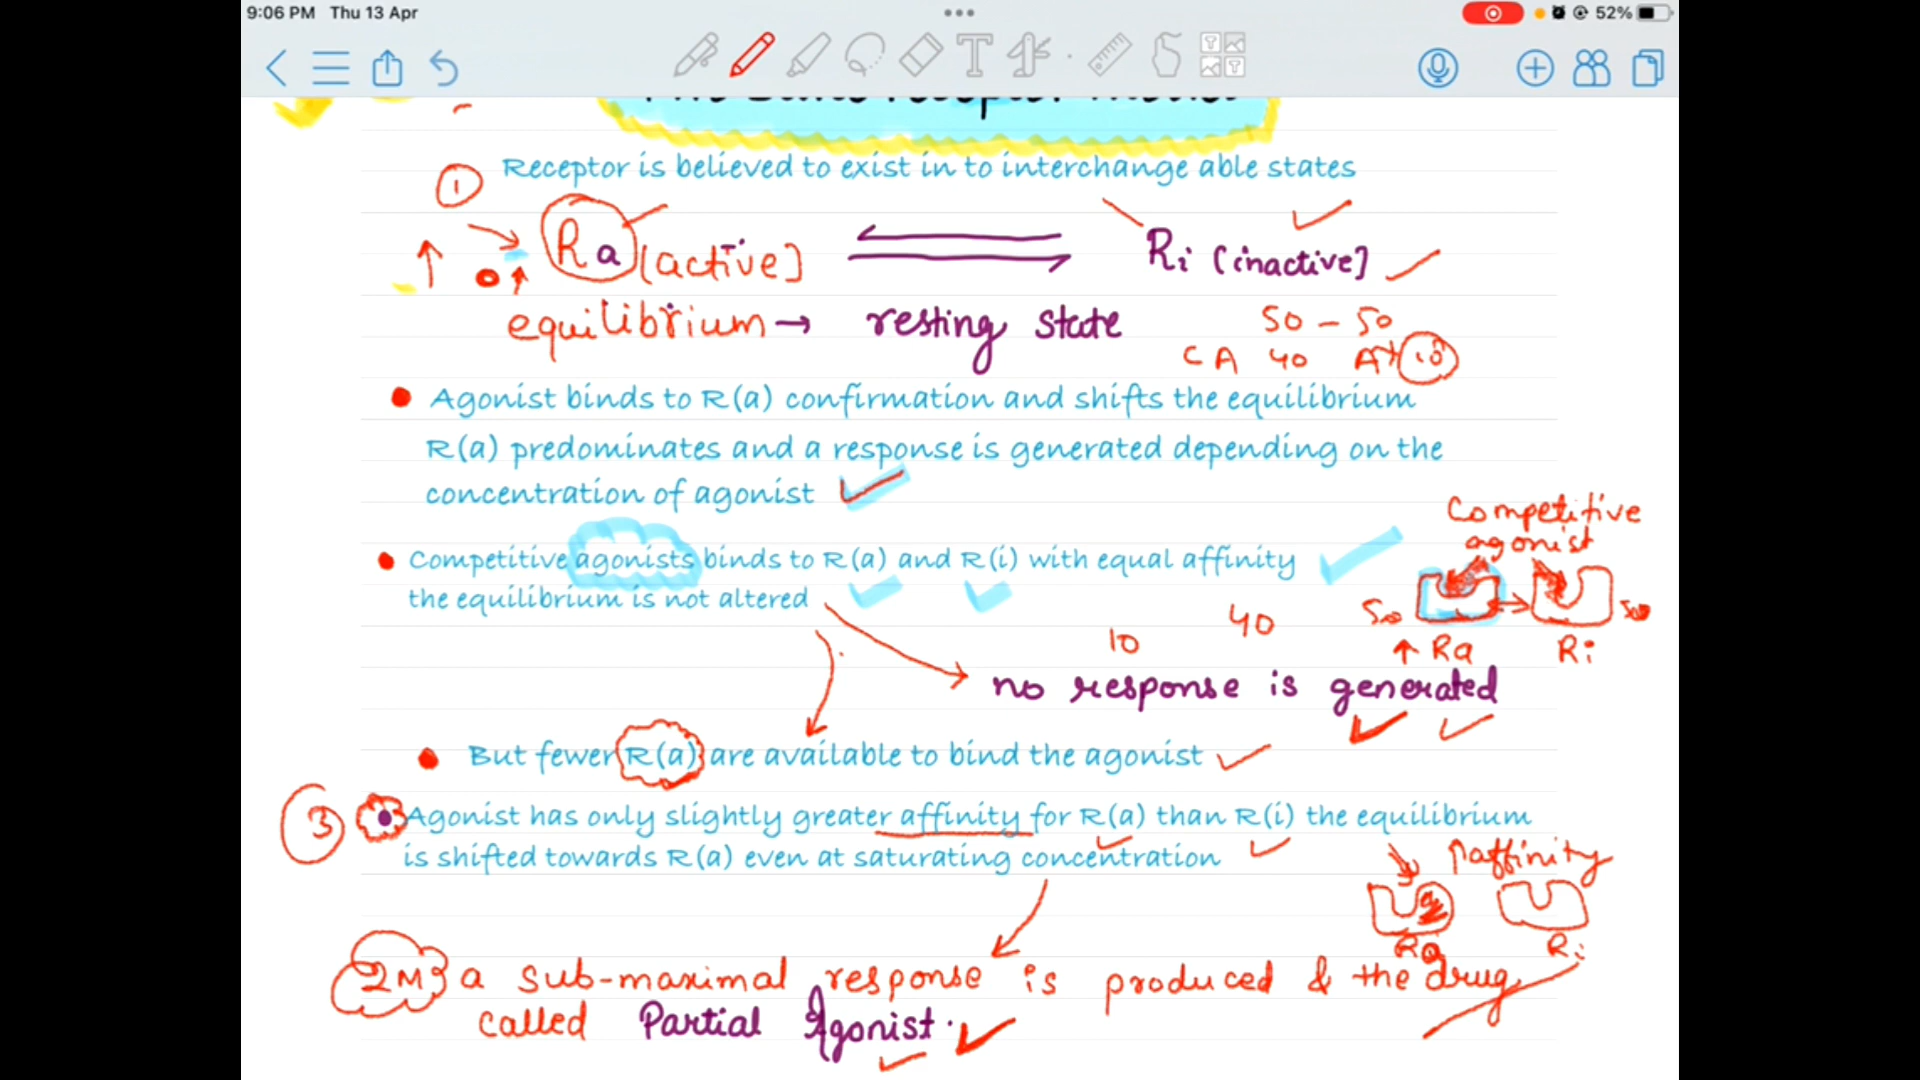 9:06 PM Thu 13 Apr
52%
Receptor is believed to exist in to interchange able states
1
Ra (active) Ri (inactive)
equilibrium → resting state
50 - 50
CA 40 A+ 10
Agonist binds to R(a) confirmation and shifts the equilibrium
R(a) predominates and a response is generated depending on the
concentration of agonist
Competitive
agonist
Competitive agonists binds to R(a) and R(i) with equal affinity
the equilibrium is not altered
50
10 40
↑ Ra Ri
no response is generated
But fewer R(a) are available to bind the agonist
3 Agonist has only slightly greater affinity for R(a) than R(i) the equilibrium
is shifted towards R(a) even at saturating concentration
↑affinity
Ra Ri
a sub-maximal response is produced & the drug
called Partial Agonist.